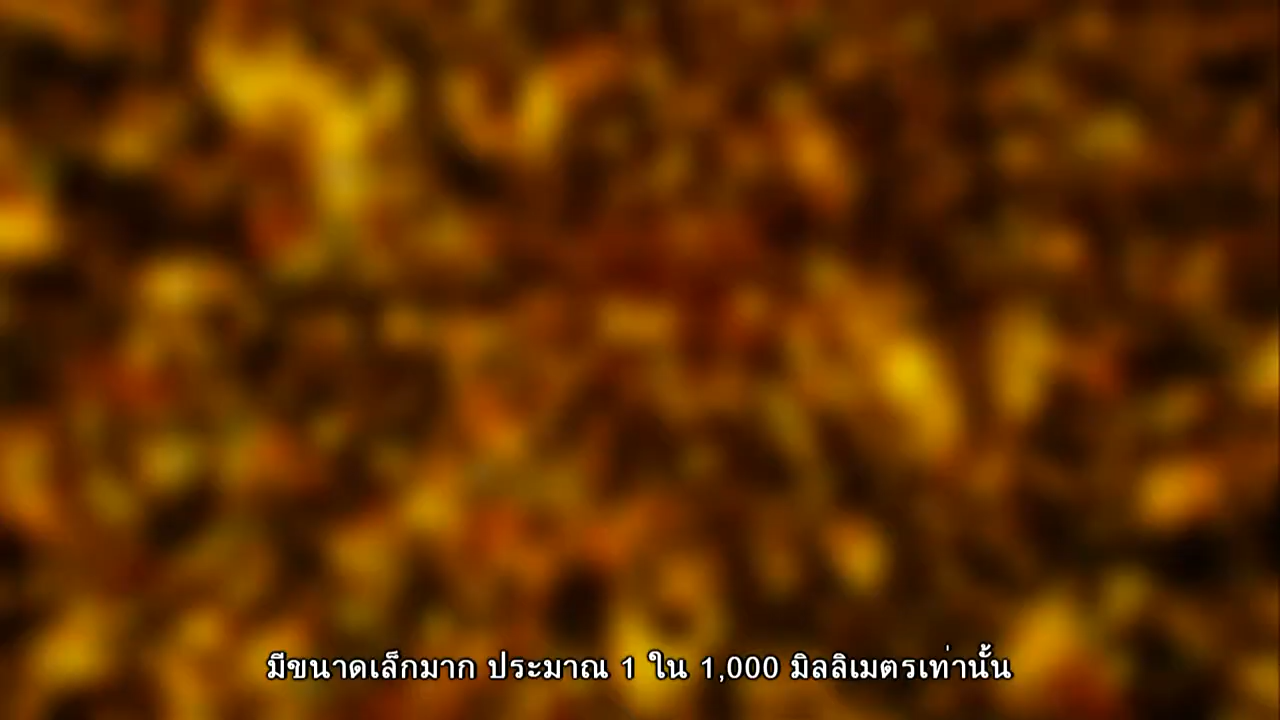 มีขนาดเล็กมาก ประมาณ 1 ใน 1,000 มิลลิเมตรเท่านั้น